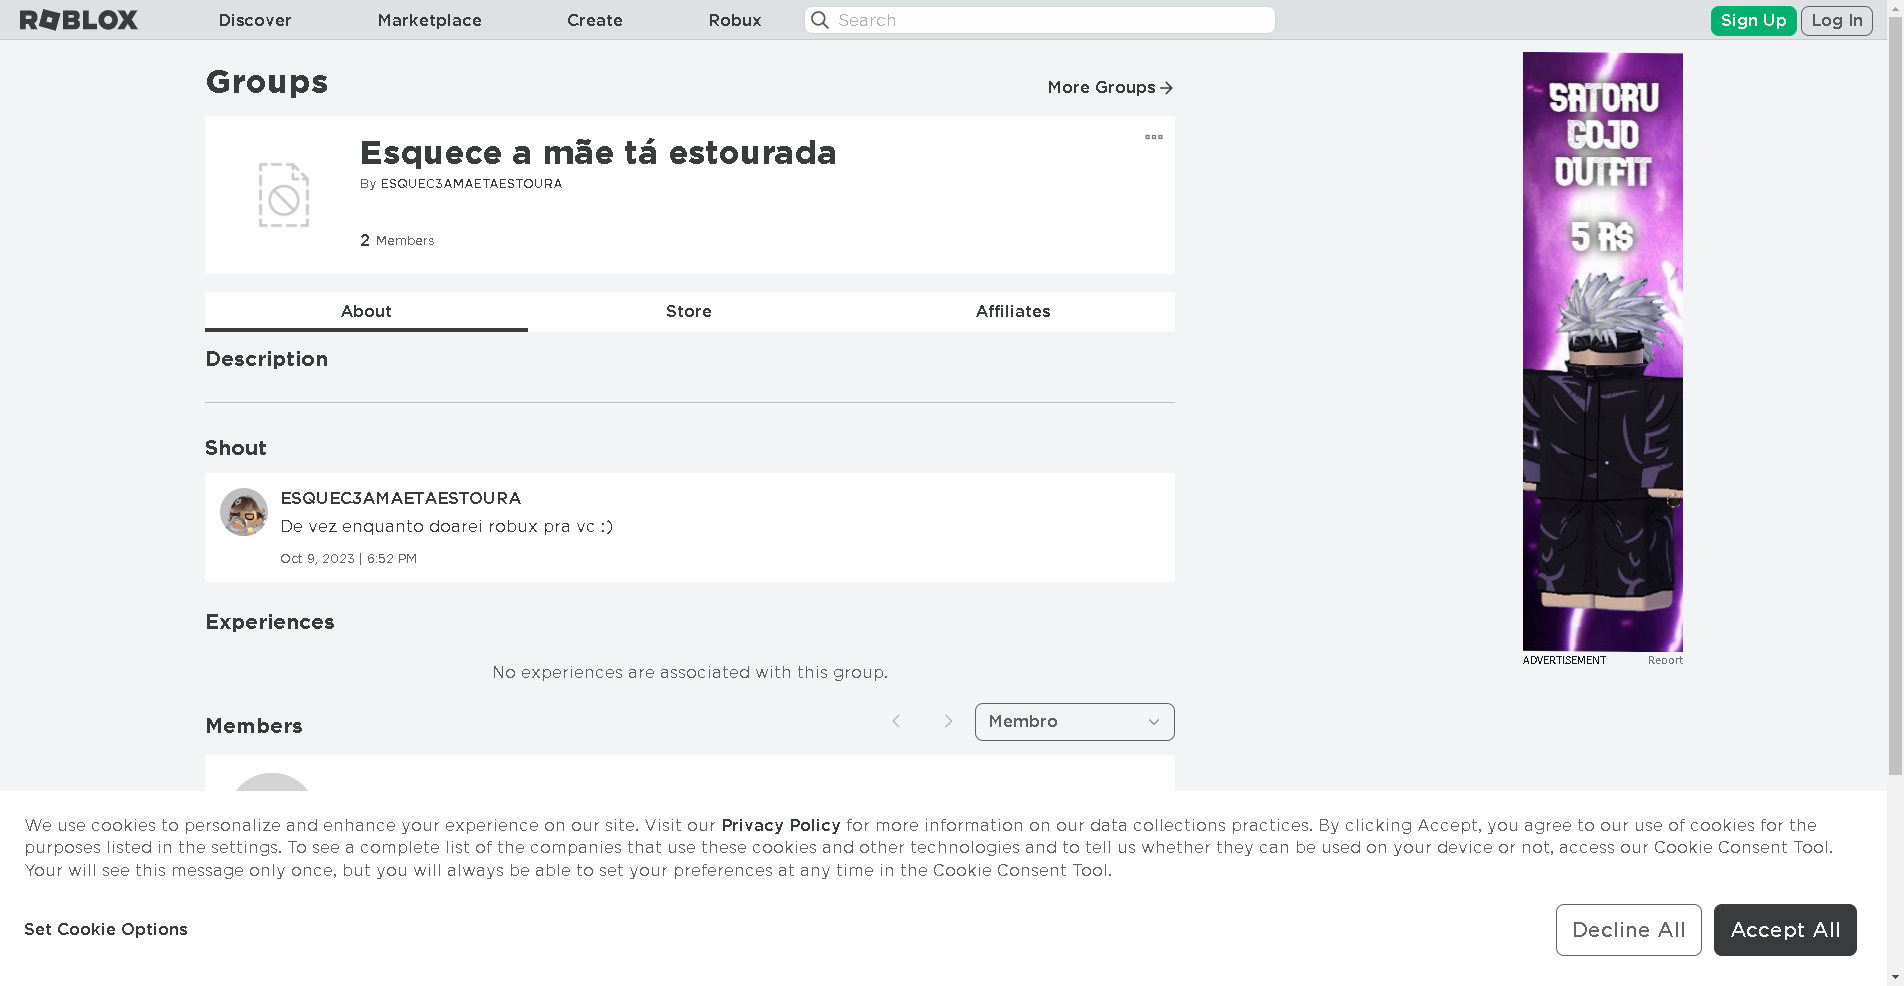 ROBLOX
Discover
Marketplace
Create
Robux
Search
Sign Up
Log In
Groups
More Groups
Esquece a mãe tá estourada
By ESQUEC3AMAETAESTOURA
2 Members
About
Store
Affiliates
Description
Shout
ESQUEC3AMAETAESTOURA
De vez enquanto doarei robux pra vc :)
Oct 9, 2023 | 6:52 PM
Experiences
No experiences are associated with this group.
Members
Membro
SATORU
GOJO
OUTFIT
5 R$
ADVERTISEMENT
Report
We use cookies to personalize and enhance your experience on our site. Visit our Privacy Policy for more information on our data collections practices. By clicking Accept, you agree to our use of cookies for the
purposes listed in the settings. To see a complete list of the companies that use these cookies and other technologies and to tell us whether they can be used on your device or not, access our Cookie Consent Tool.
Your will see this message only once, but you will always be able to set your preferences at any time in the Cookie Consent Tool.
Set Cookie Options
Decline All
Accept All